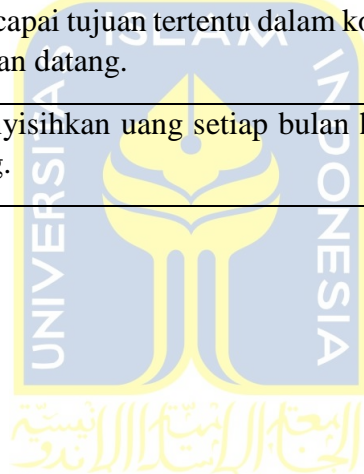 capai tujuan tertentu dalam ko
ISLAM
an datang.
yisihkan uang setiap bulan
g.
UNIVERSITAS
INDONESIA